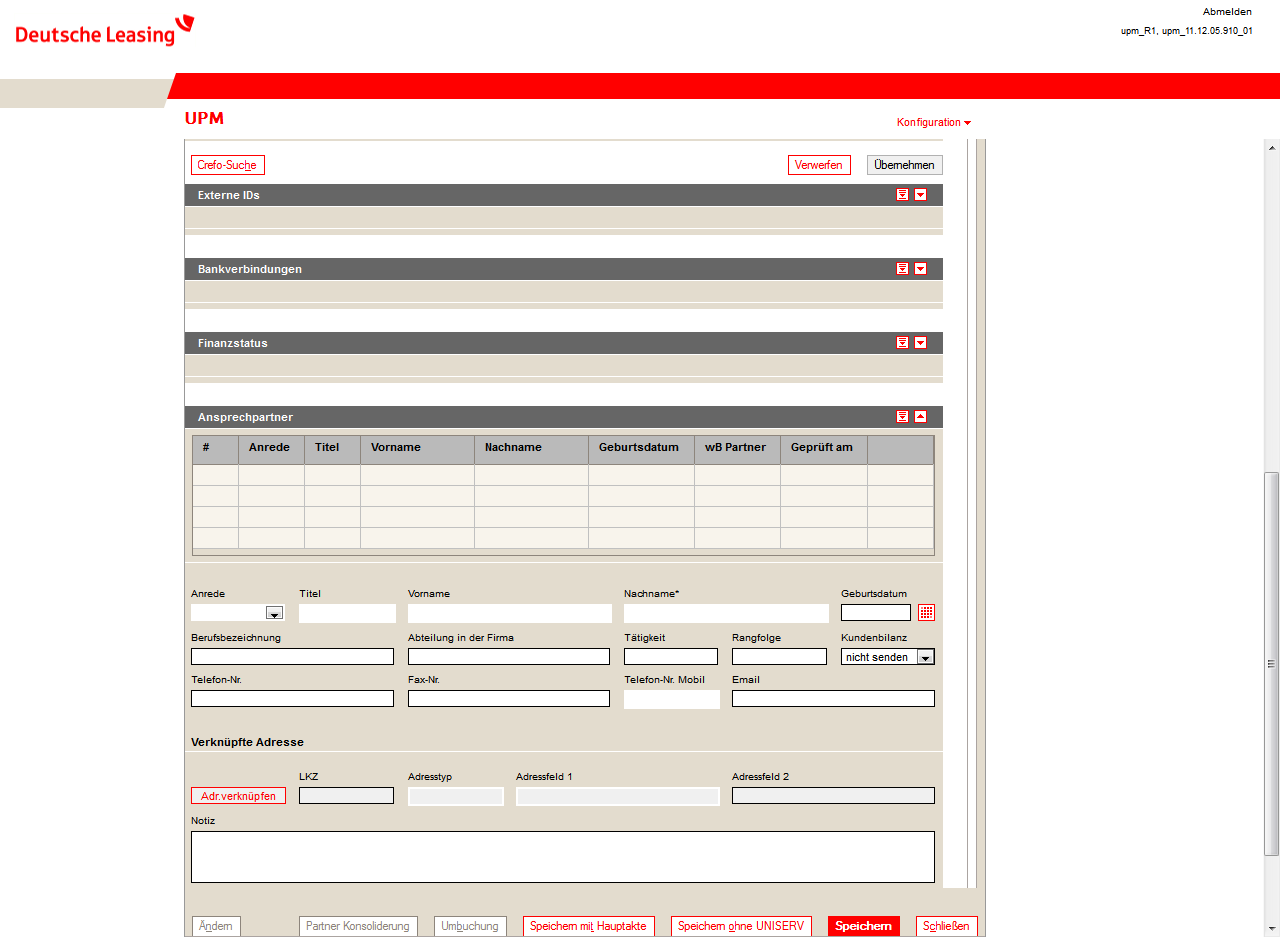 Abmelden
Deutsche Leasing
upm_R1, upm_11.12.05.910_01
UPM
Konfiguration
Crefo-Suche Verwerfen Übernehmen
Externe IDs
Bankverbindungen
Finanzstatus
Ansprechpartner
# Anrede Titel Vorname Nachname Geburtsdatum wB Partner Geprüft am
Anrede Titel Vorname Nachname* Geburtsdatum
Berufsbezeichnung Abteilung in der Firma Tätigkeit Rangfolge Kundenbilanz
nicht senden
Telefon-Nr. Fax-Nr. Telefon-Nr. Mobil Email
Verknüpfte Adresse
LKZ Adresstyp Adressfeld 1 Adressfeld 2
Adr.verknüpfen
Notiz
Ändern Partner Konsolidierung Umbuchung Speichern mit Hauptakte Speichern ohne UNISERV Speichern Schließen